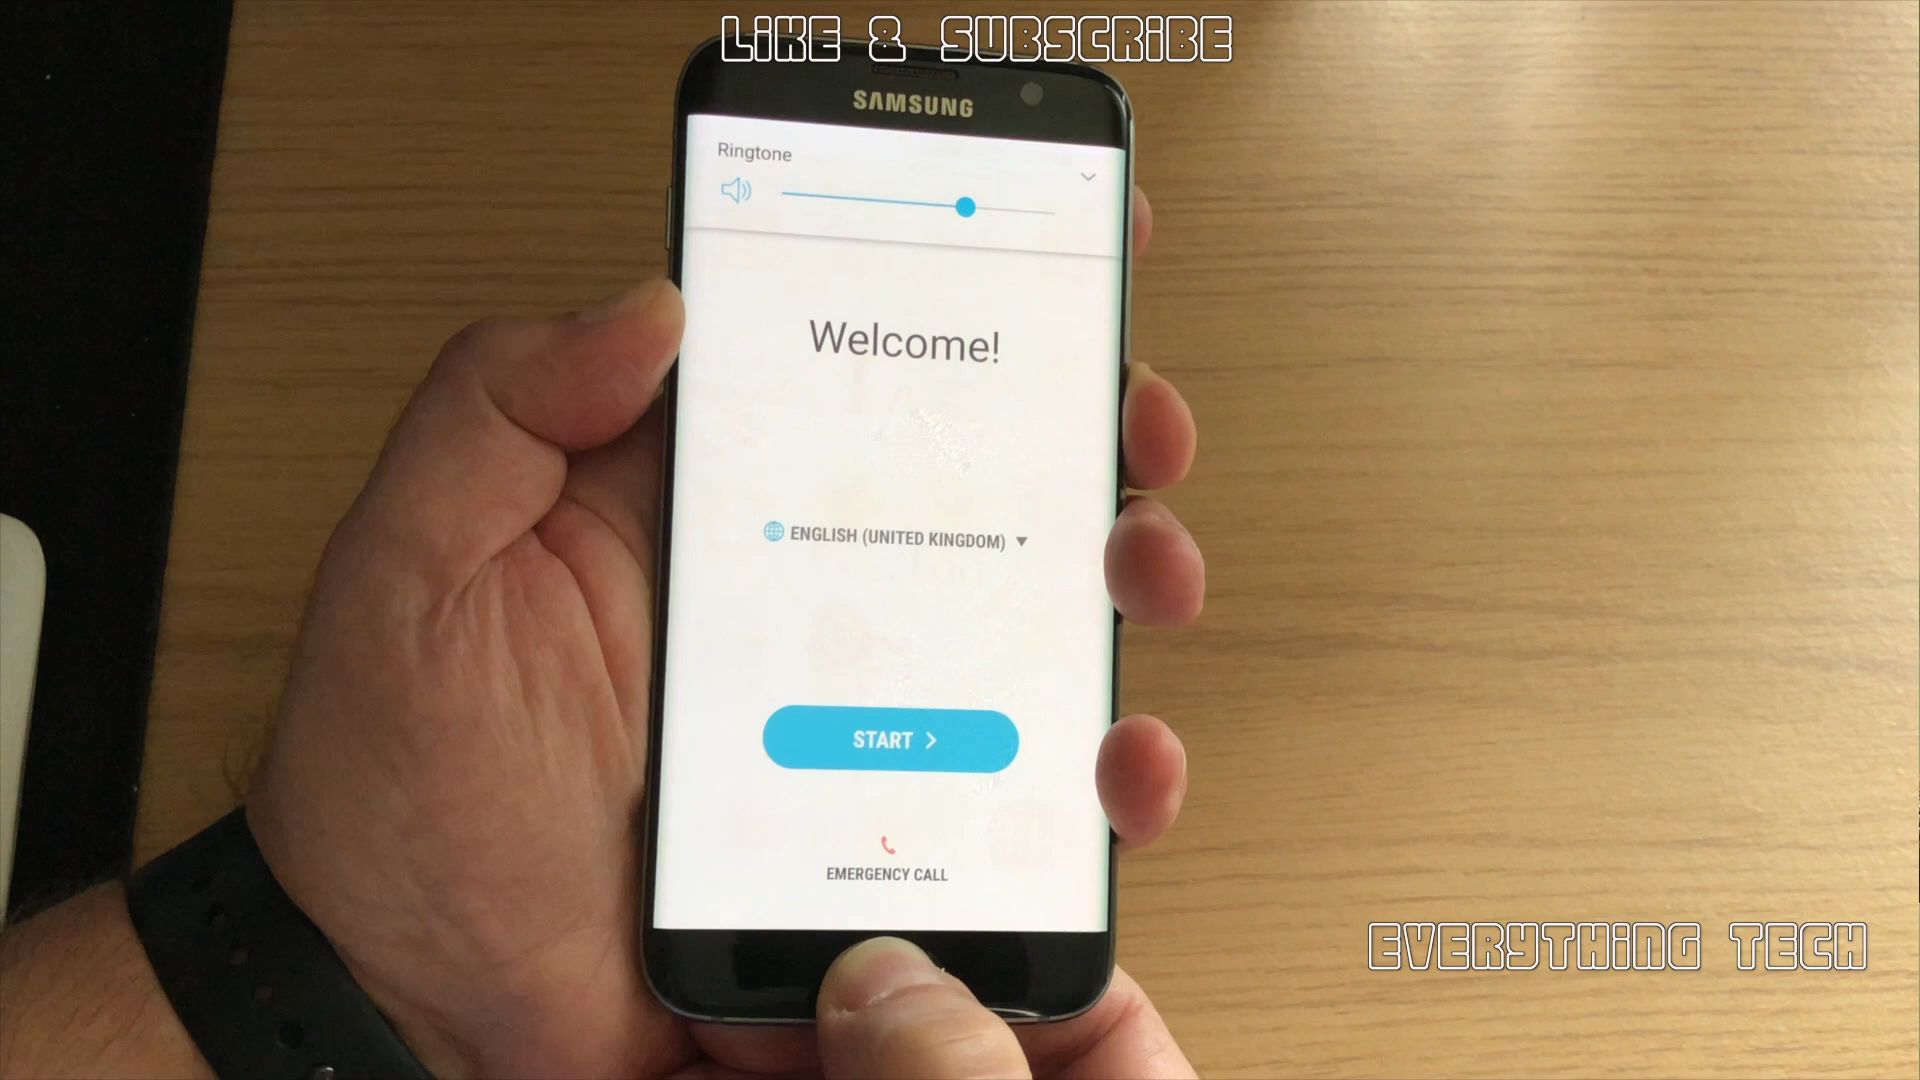 LIKE & SUBSCRIBE
SAMSUNG
Ringtone
Welcome!
ENGLISH (UNITED KINGDOM)
START
EMERGENCY CALL
EVERYTHING TECH